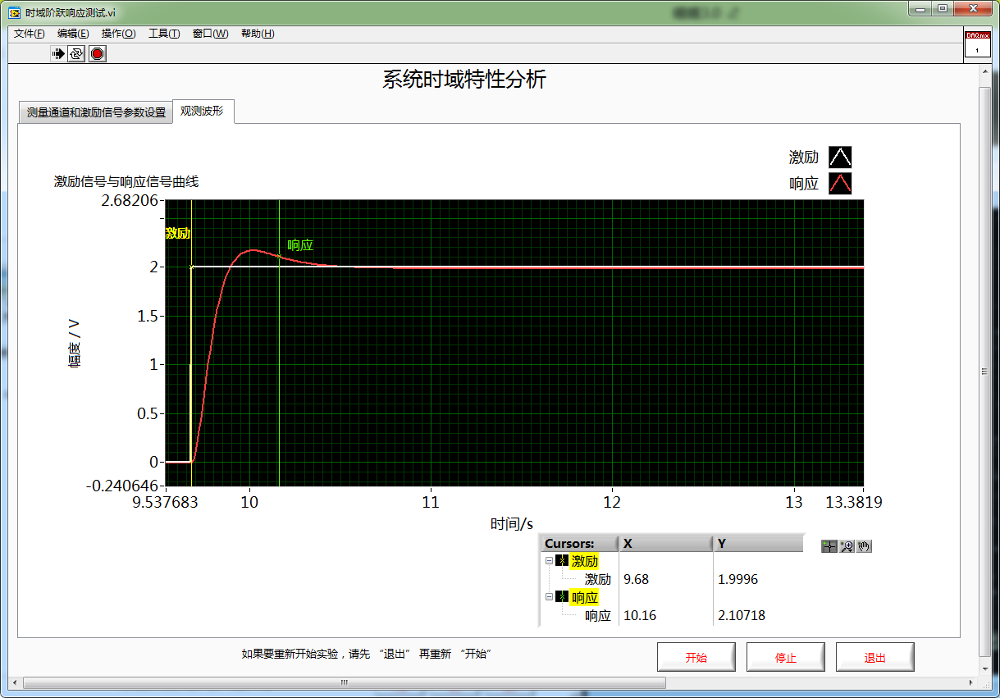 时域阶跃响应测试.vi
文件(F) 编辑(E) 操作(O) 工具(T) 窗口(W) 帮助(H)
DAQmx
1
系统时域特性分析
测量通道和激励信号参数设置 观测波形
激励
响应
激励信号与响应信号曲线
2.68206
激励
响应
2
1.5
1
0.5
0
-0.240646
幅度 / V
9.537683 10 11 12 13 13.3819
时间/s
Cursors: X Y
激励
激励 9.68 1.9996
响应
响应 10.16 2.10718
如果要重新开始实验，请先 “退出” 再重新 “开始”
开始 停止 退出